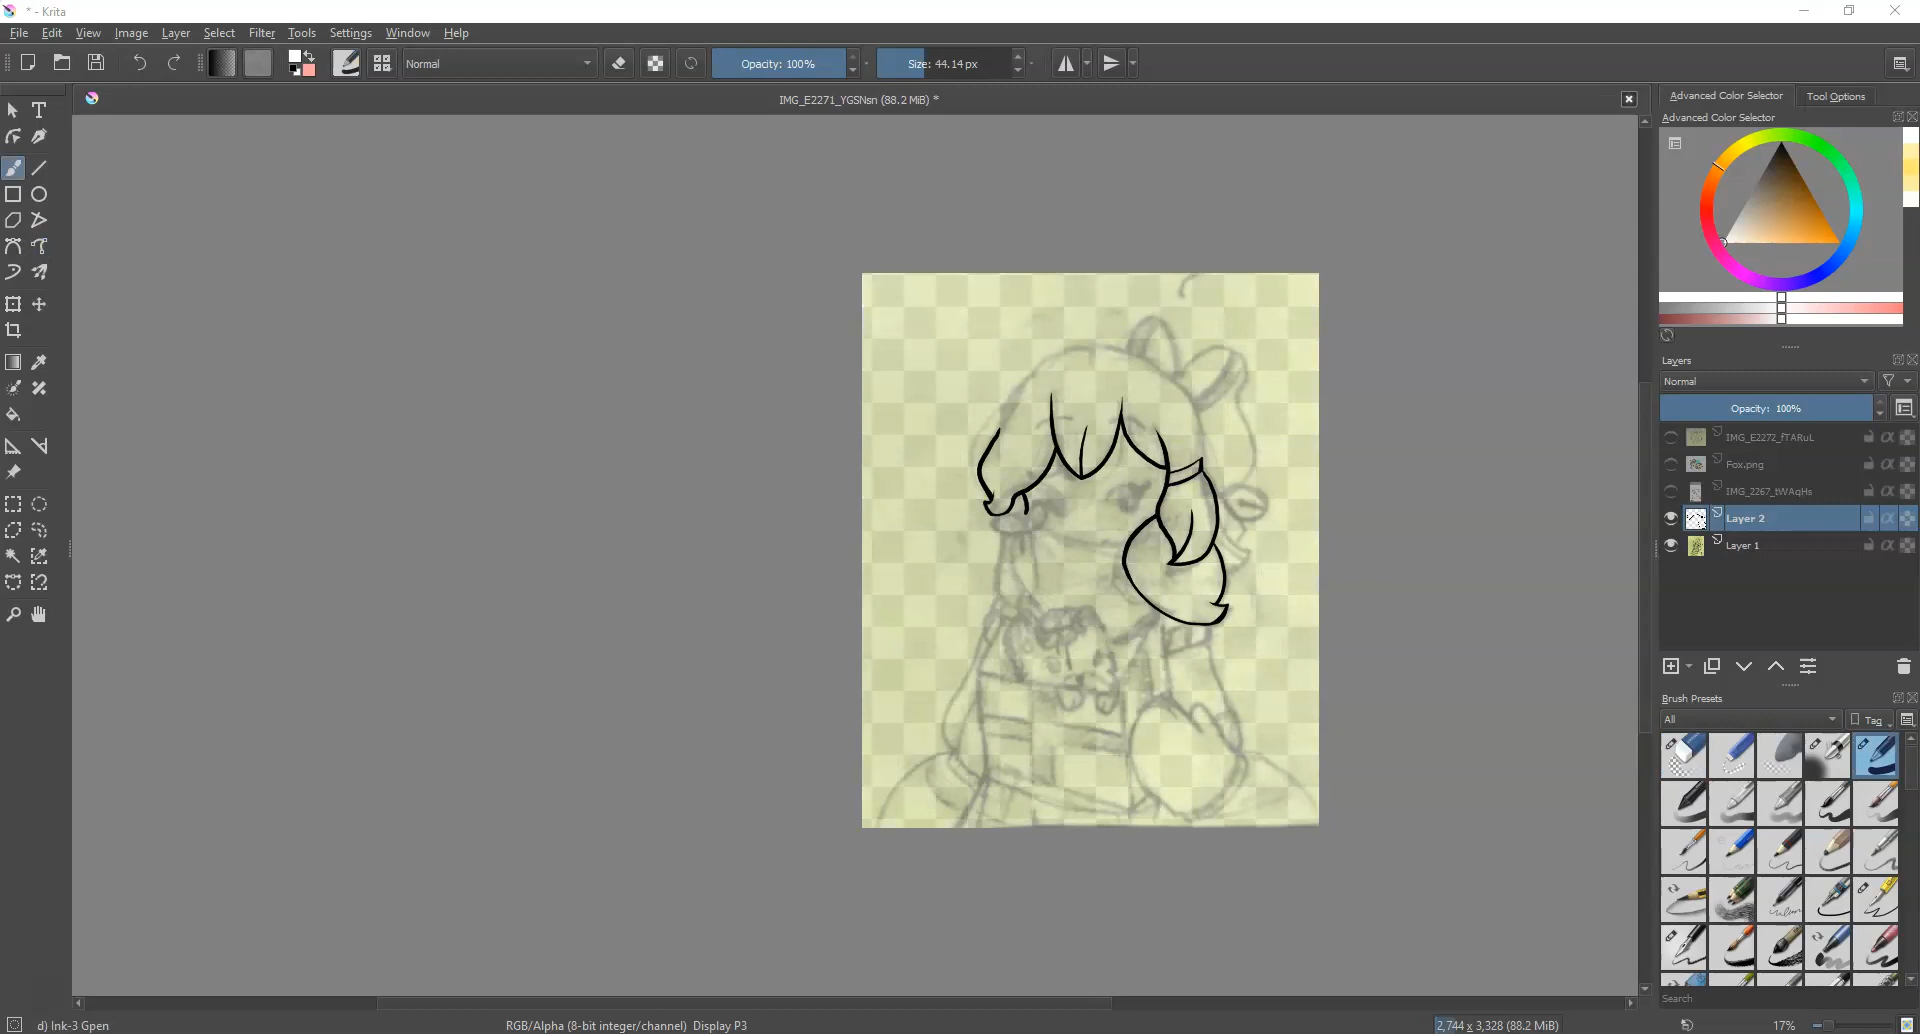 * - Krita
File Edit View Image Layer Select Filter Tools Settings Window Help
Normal Opacity: 100% Size: 44.14 px
IMG_E2271_YGSNsn (88.2 MiB) *
Advanced Color Selector Tool Options
Advanced Color Selector
Layers
Normal
Opacity: 100%
IMG_E2272_fTARuL
Fox.png
IMG_2267_tWAqHs
Layer 2
Layer 1
Brush Presets
All Tag
Search
d) Ink-3 Gpen RGB/Alpha (8-bit integer/channel) Display P3 2,744 x 3,328 (88.2 MiB) 17%